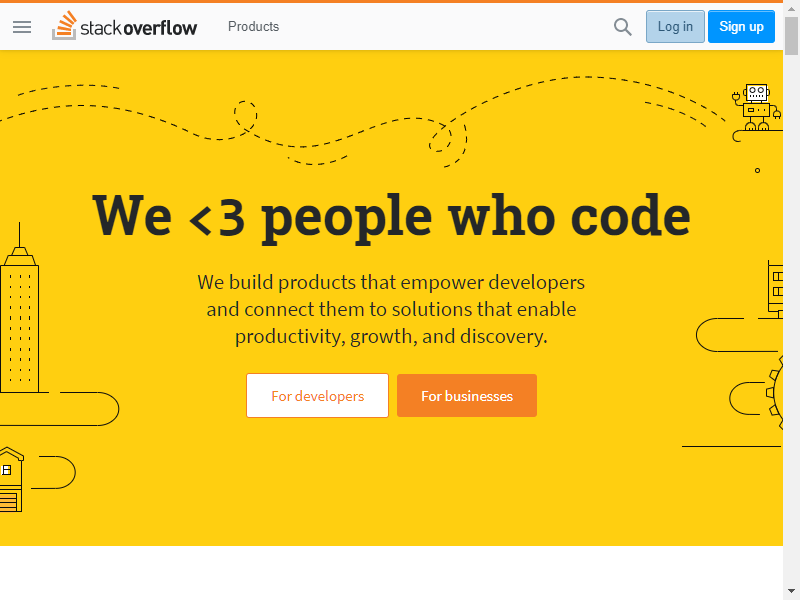 stackoverflow
Products
Log in
Sign up
We <3 people who code
We build products that empower developers
and connect them to solutions that enable
productivity, growth, and discovery.
For developers
For businesses